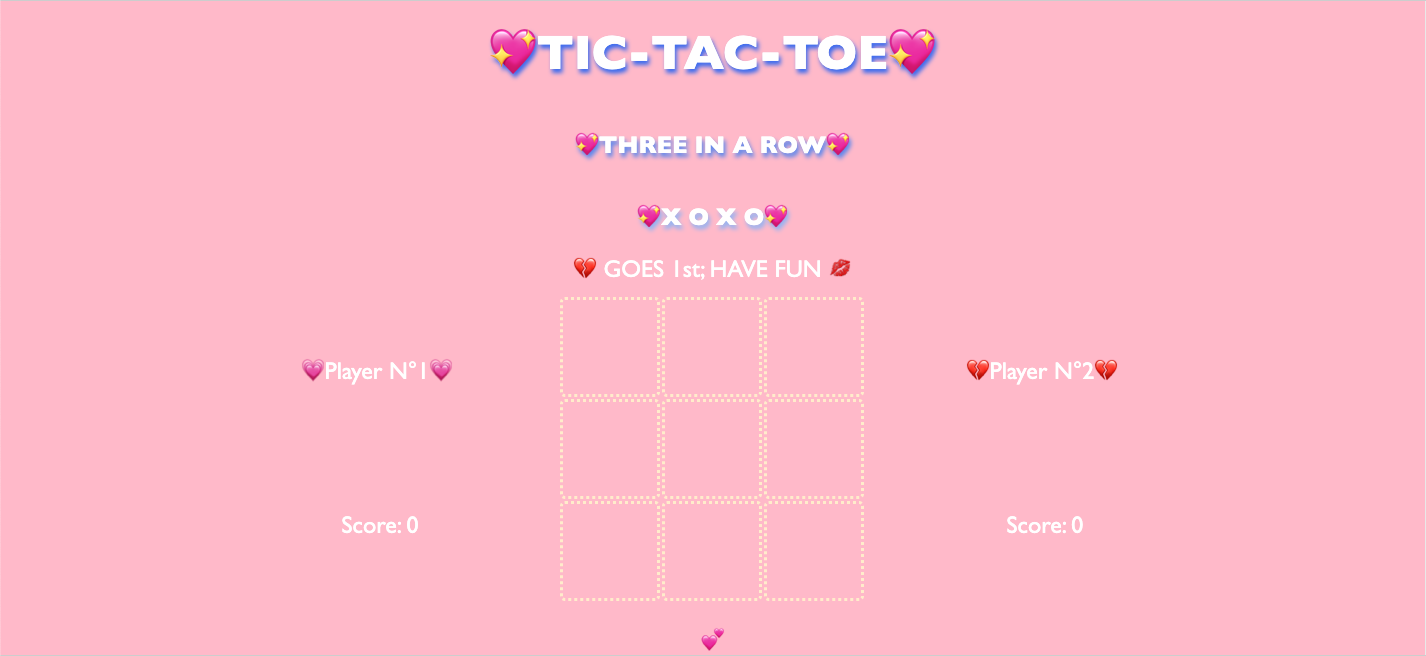 💖TIC-TAC-TOE💖
💖THREE IN A ROW💖
💖X O X O💖
💔 GOES 1st; HAVE FUN 💋
💗Player N°1💗
💔Player N°2💔
Score: 0
Score: 0
💕